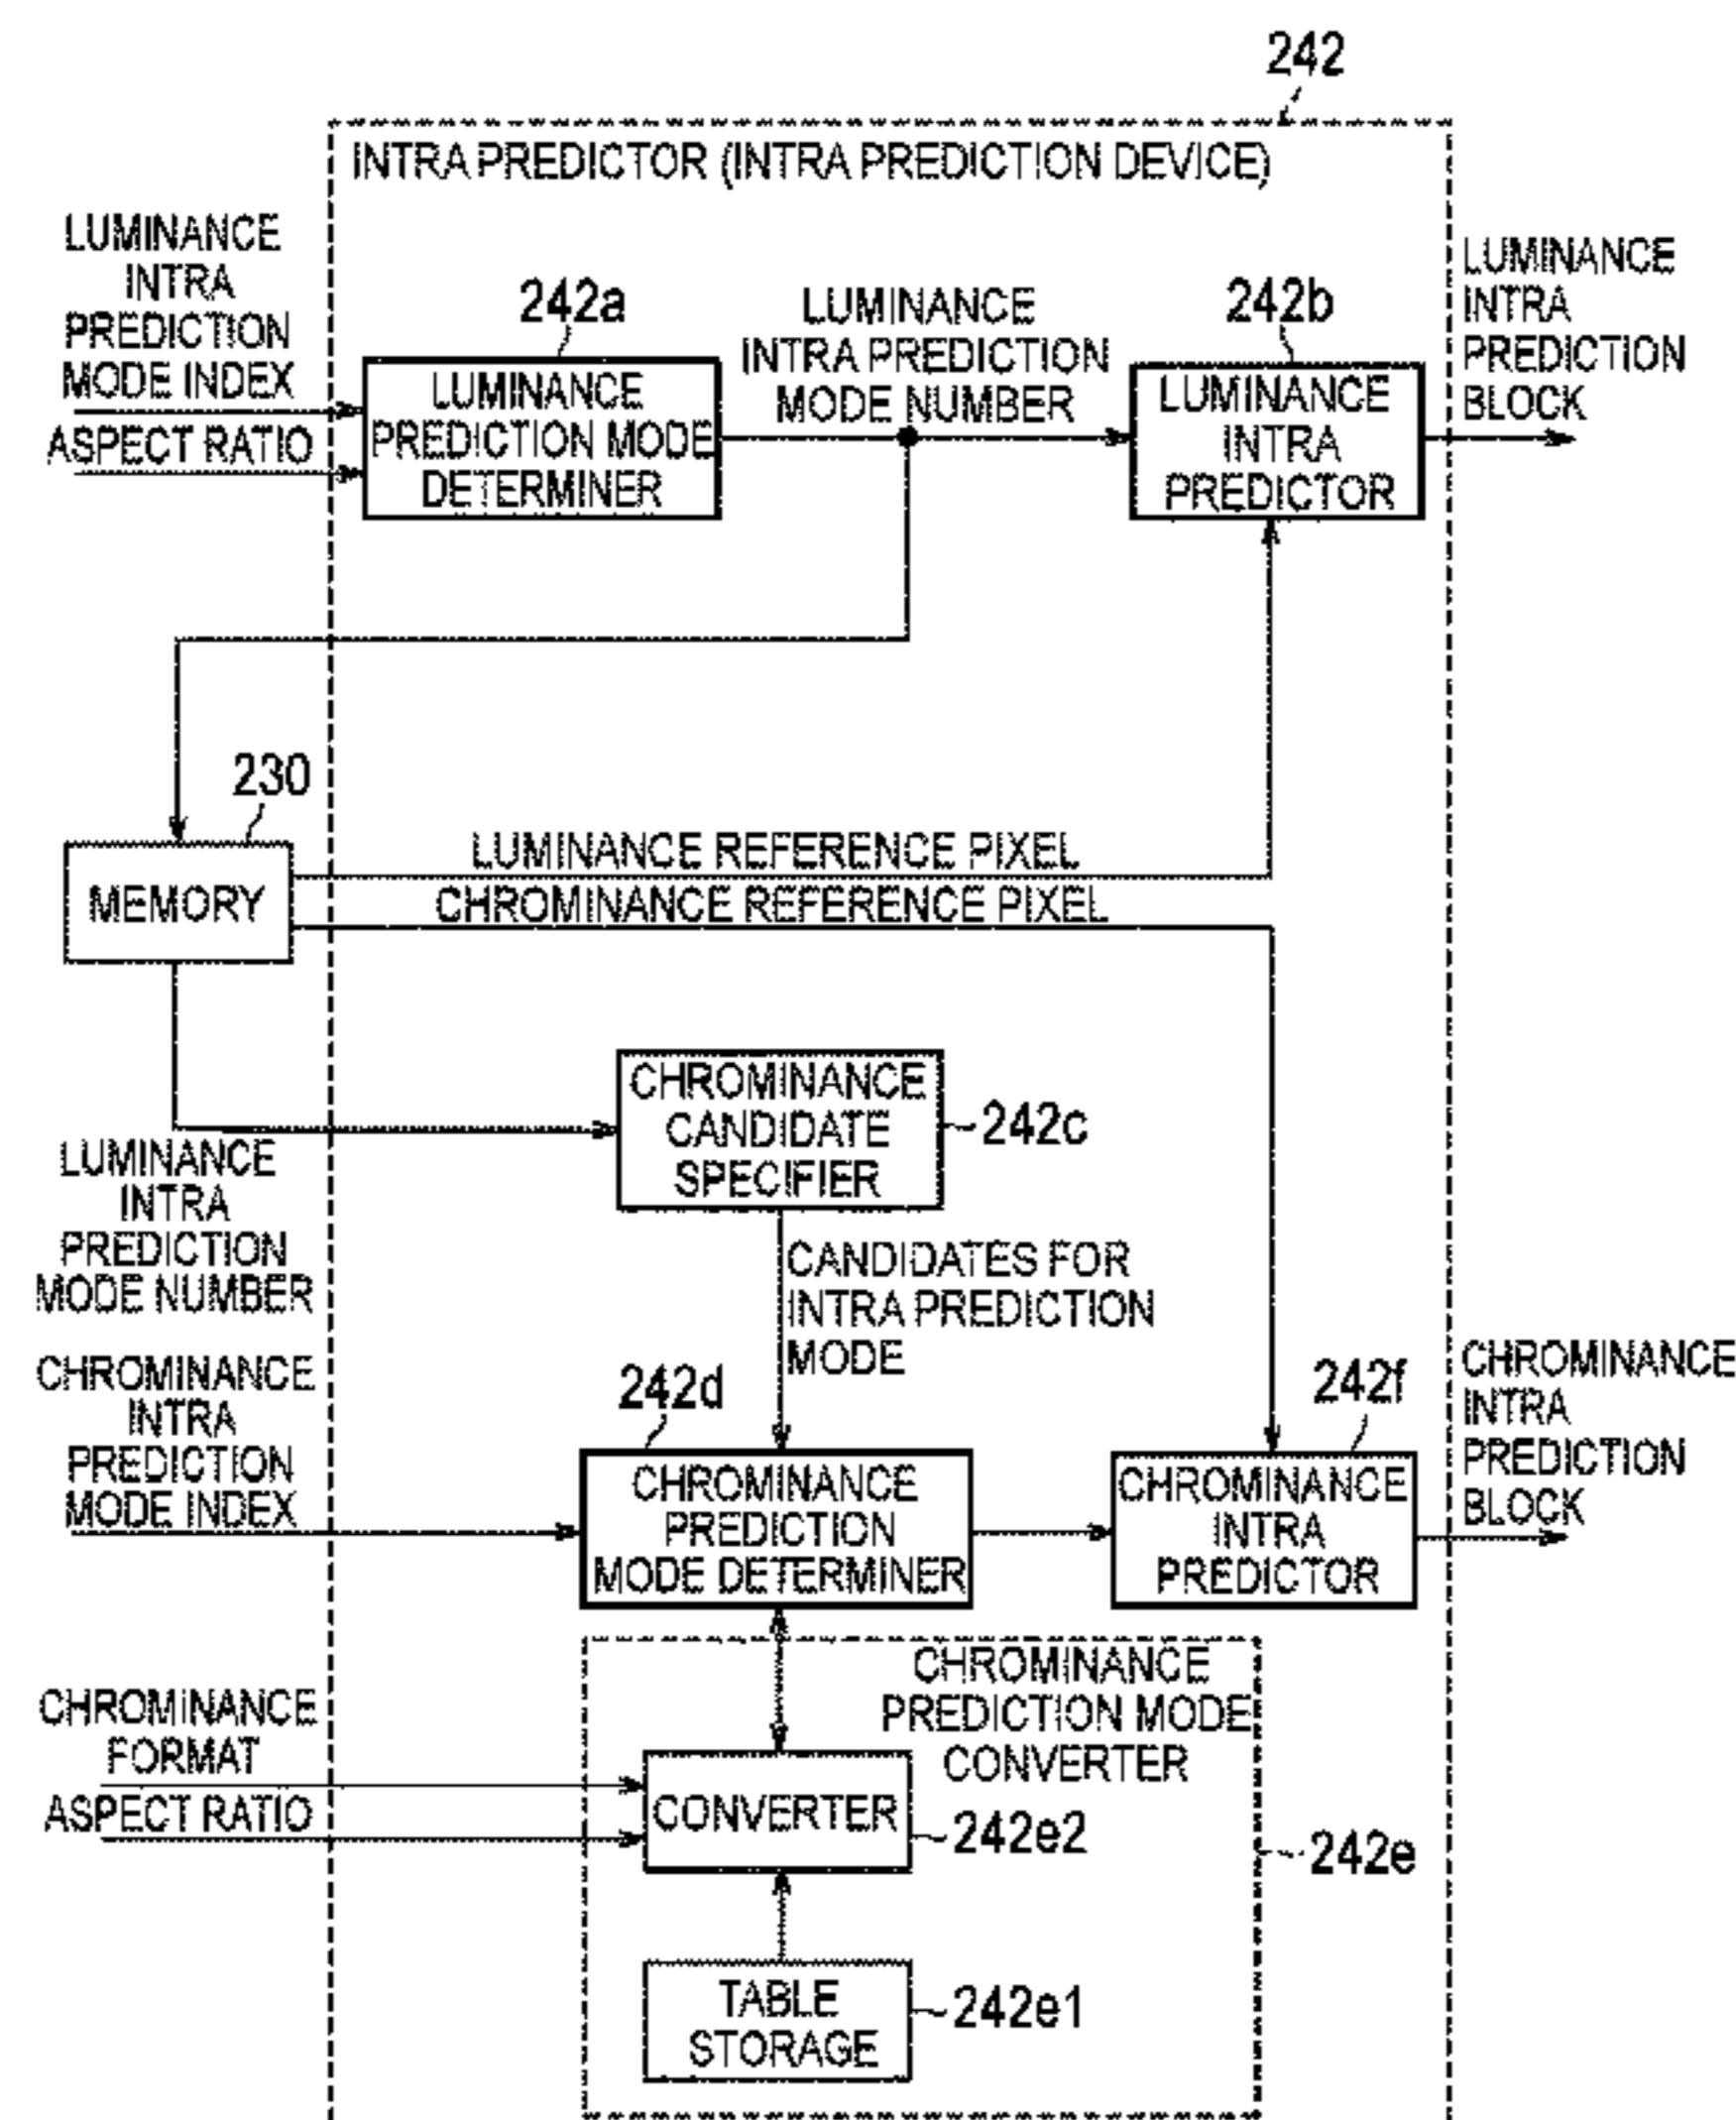 242
INTRA PREDICTOR (INTRA PREDICTION DEVICE)
LUMINANCE
INTRA
PREDICTION
MODE INDEX
ASPECT RATIO
242a
LUMINANCE
PREDICTION MODE
DETERMINER
LUMINANCE
INTRA PREDICTION
MODE NUMBER
242b
LUMINANCE
INTRA
PREDICTOR
LUMINANCE
INTRA
PREDICTION
BLOCK
230
MEMORY
LUMINANCE REFERENCE PIXEL
CHROMINANCE REFERENCE PIXEL
CHROMINANCE
CANDIDATE
SPECIFIER
242c
LUMINANCE
INTRA
PREDICTION
MODE NUMBER
CANDIDATES FOR
INTRA PREDICTION
MODE
CHROMINANCE
INTRA
PREDICTION
MODE INDEX
242d
CHROMINANCE
PREDICTION
MODE DETERMINER
242f
CHROMINANCE
INTRA
PREDICTOR
CHROMINANCE
INTRA
PREDICTION
BLOCK
CHROMINANCE
PREDICTION MODE
CONVERTER
CHROMINANCE
FORMAT
ASPECT RATIO
CONVERTER
242e2
242e
TABLE
STORAGE
242e1